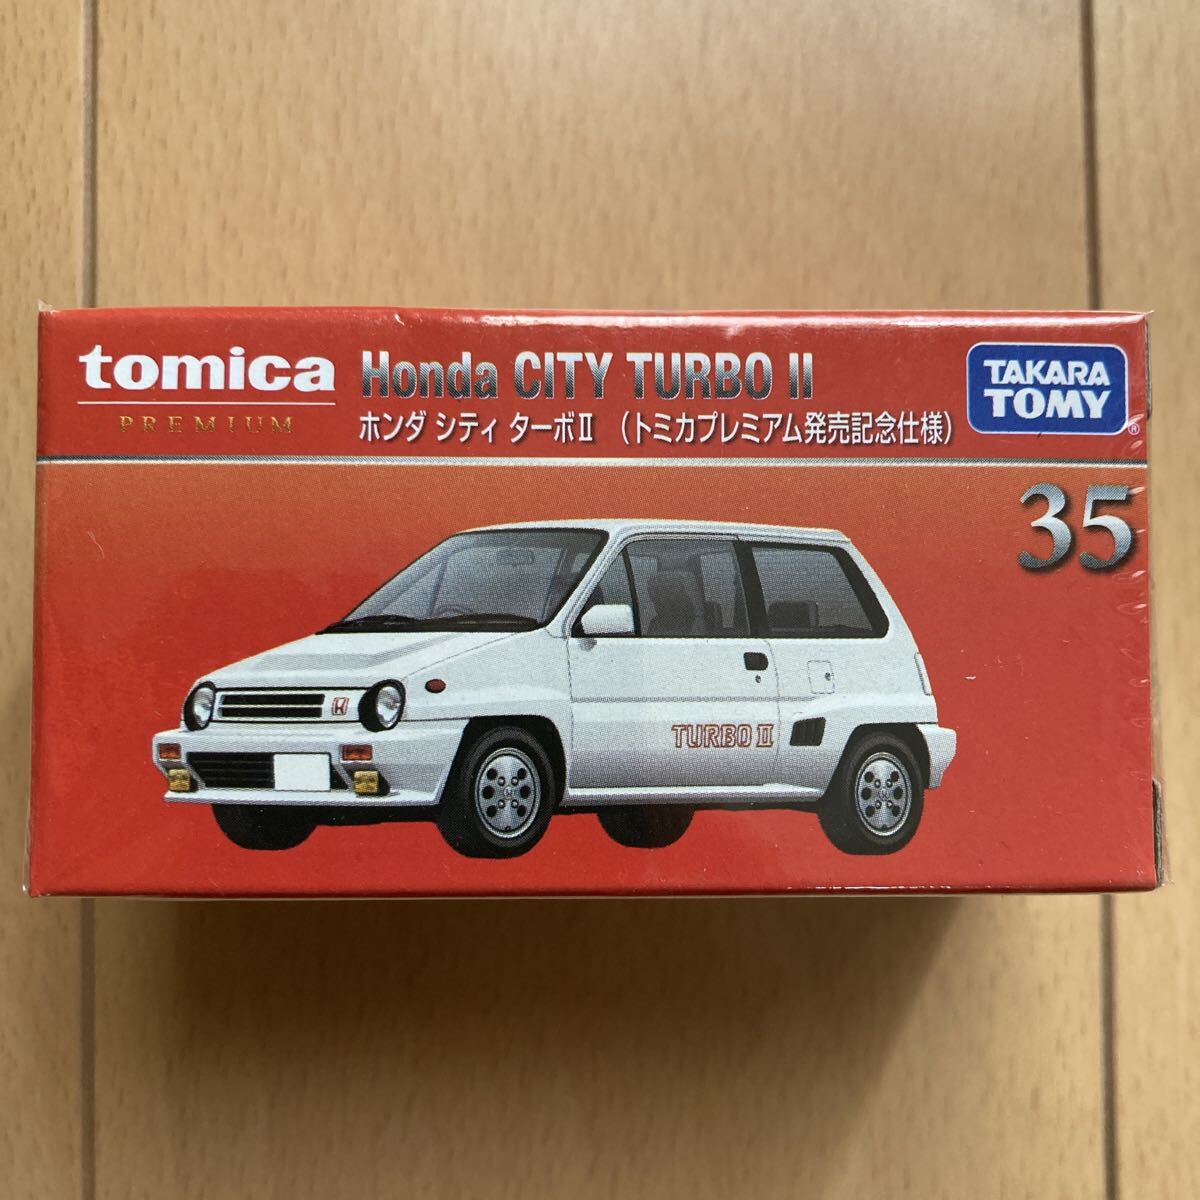 tomica
PREMIUM
Honda CITY TURBO II
ホンダ シティ ターボⅡ （トミカプレミアム発売記念仕様）
TAKARA
TOMY®
35
TURBO II